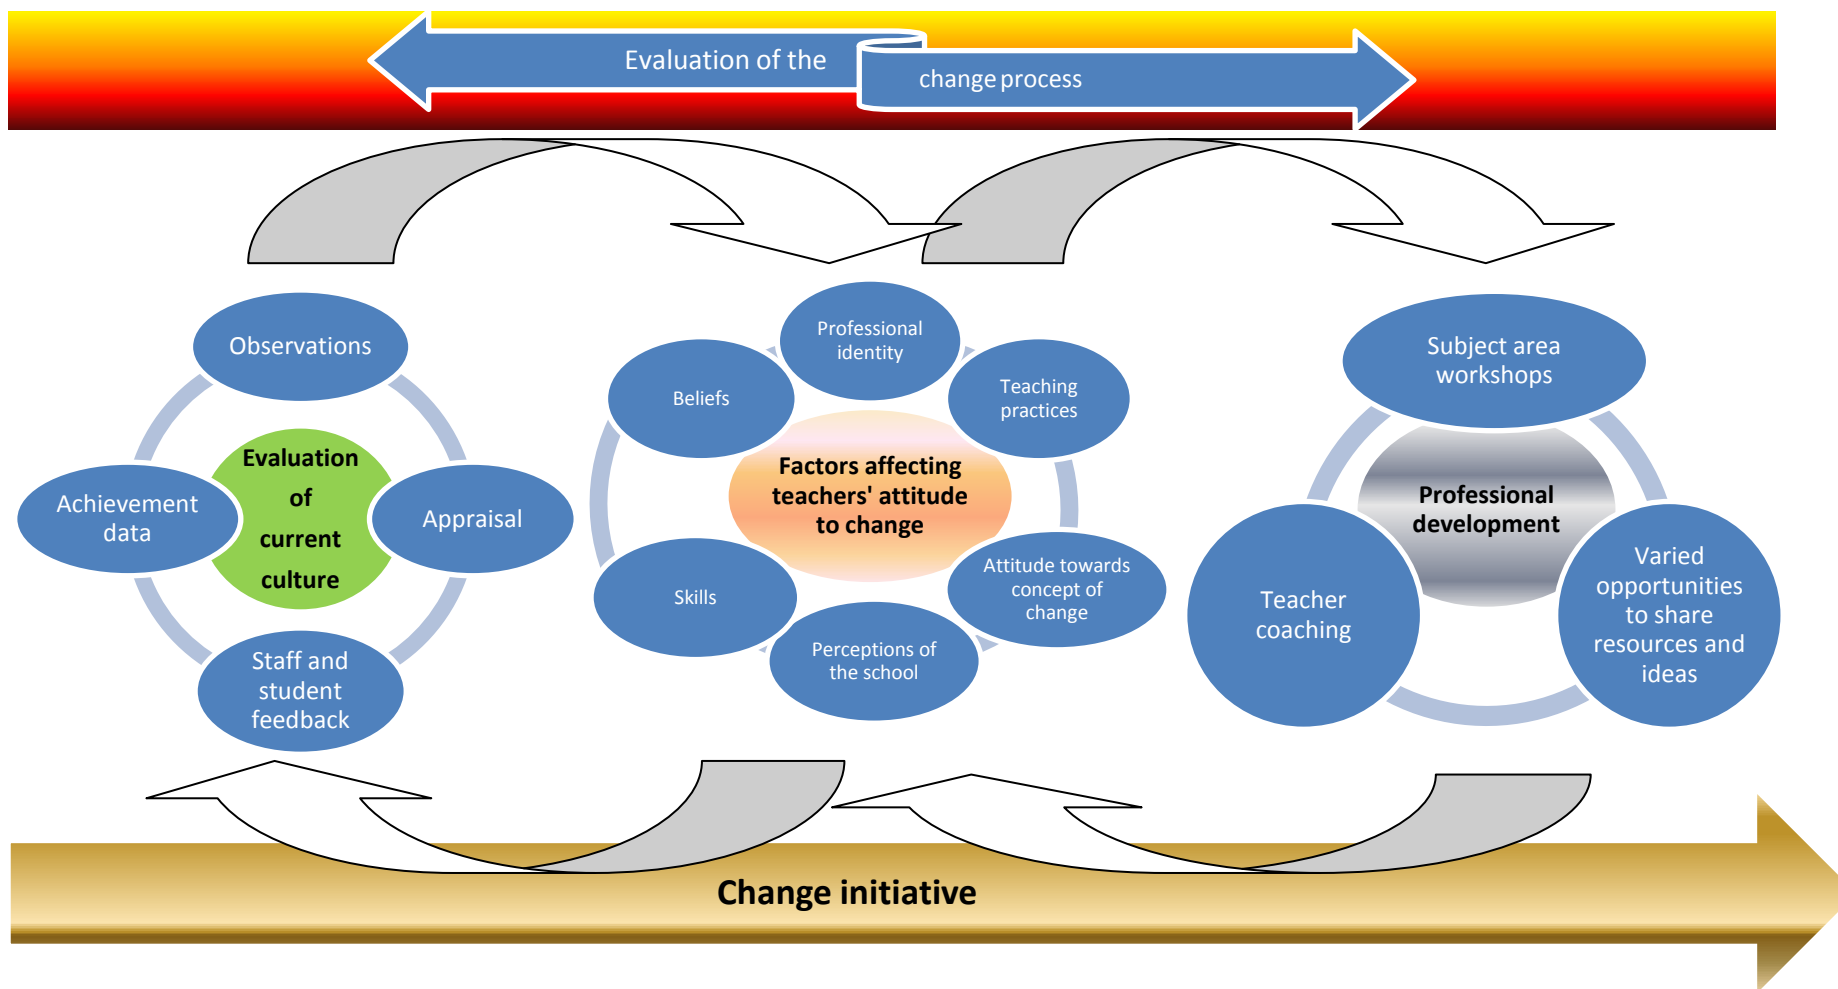 Evaluation of the
change process
Observations
Achievement
data
Evaluation
of
current
culture
Appraisal
Staff and
student
feedback
Professional
identity
Beliefs
Teaching
practices
Factors affecting
teachers' attitude
to change
Skills
Attitude towards
concept of
change
Perceptions of
the school
Subject area
workshops
Professional
development
Teacher
coaching
Varied
opportunities
to share
resources and
ideas
Change initiative